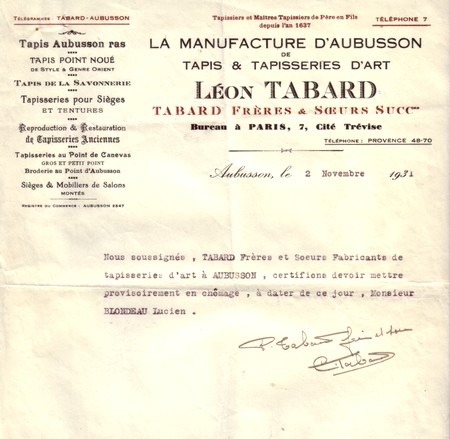 Télégrammes : TABARD-AUBUSSON
Tapissiers et Maîtres Tapissiers de Père en Fils
depuis l'an 1637
TÉLÉPHONE 7
Tapis Aubusson ras
TAPIS POINT NOUÉ
DE STYLE & GENRE ORIENT
TAPIS DE LA SAVONNERIE
Tapisseries pour Sièges
ET TENTURES
Reproduction & Restauration
de Tapisseries Anciennes
Tapisseries au Point de Canevas
GROS ET PETIT POINT
Broderie au Point d'Aubusson
Sièges & Mobiliers de Salons
MONTÉS
REGISTRE DU COMMERCE : AUBUSSON 2347
LA MANUFACTURE D'AUBUSSON
DE
TAPIS & TAPISSERIES D'ART
LÉON TABARD
TABARD FRÈRES & SŒURS SUCCrs
Bureau à PARIS, 7, Cité Trévise
TÉLÉPHONE : PROVENCE 48-70
Aubusson, le 2 Novembre 193
Nous soussignés, TABARD Frères et Soeurs Fabricants de
tapisseries d'art à AUBUSSON , certifions devoir mettre
provisoirement en chômage , à dater de ce jour , Monsieur
BLONDEAU Lucien .
Tabard
Tabard